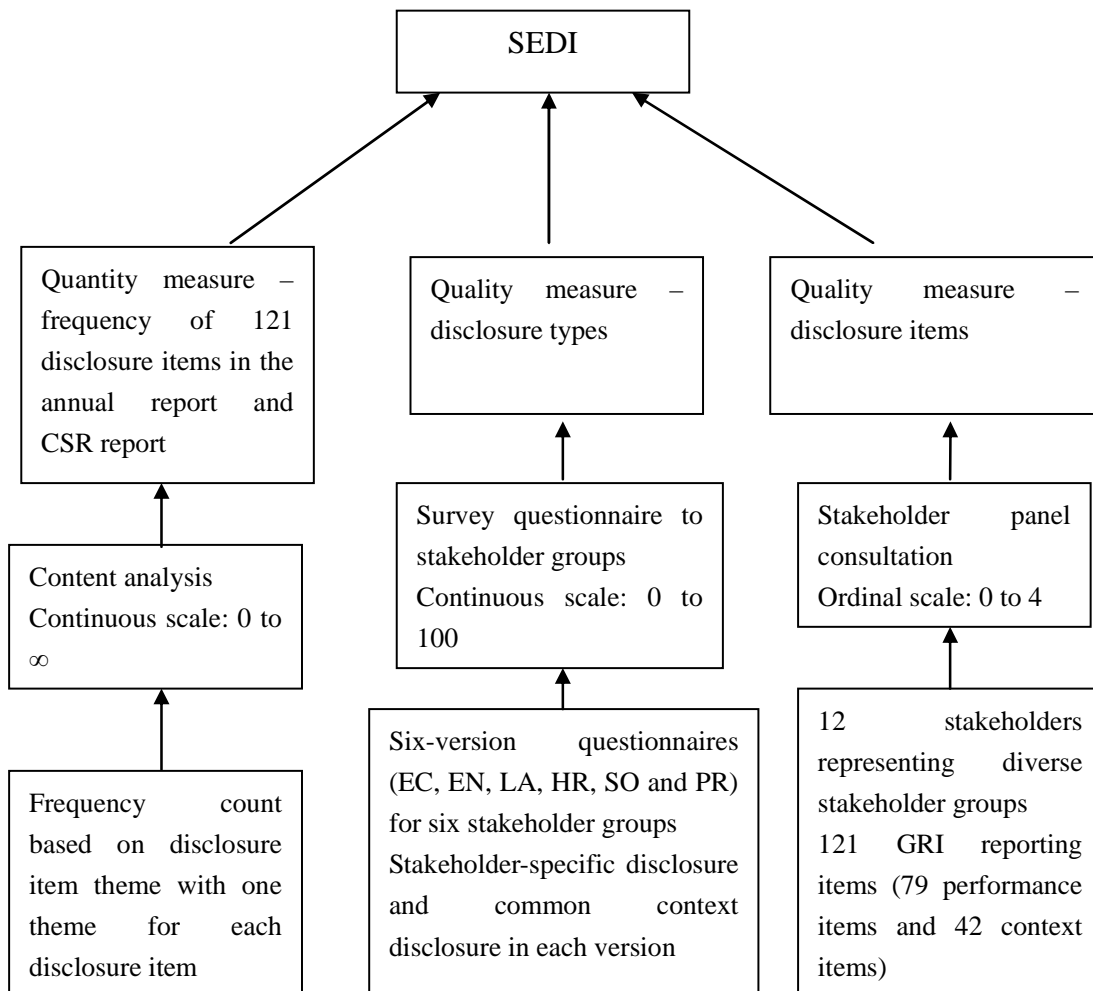 SEDI
Quantity measure –
frequency of 121
disclosure items in the
annual report and
CSR report
Quality measure –
disclosure types
Quality measure –
disclosure items
Content analysis
Continuous scale: 0 to
∞
Survey questionnaire to
stakeholder groups
Continuous scale: 0 to
100
Stakeholder panel
consultation
Ordinal scale: 0 to 4
Frequency count
based on disclosure
item theme with one
theme for each
disclosure item
Six-version questionnaires
(EC, EN, LA, HR, SO and PR)
for six stakeholder groups
Stakeholder-specific disclosure
and common context
disclosure in each version
12 stakeholders
representing diverse
stakeholder groups
121 GRI reporting
items (79 performance
items and 42 context
items)